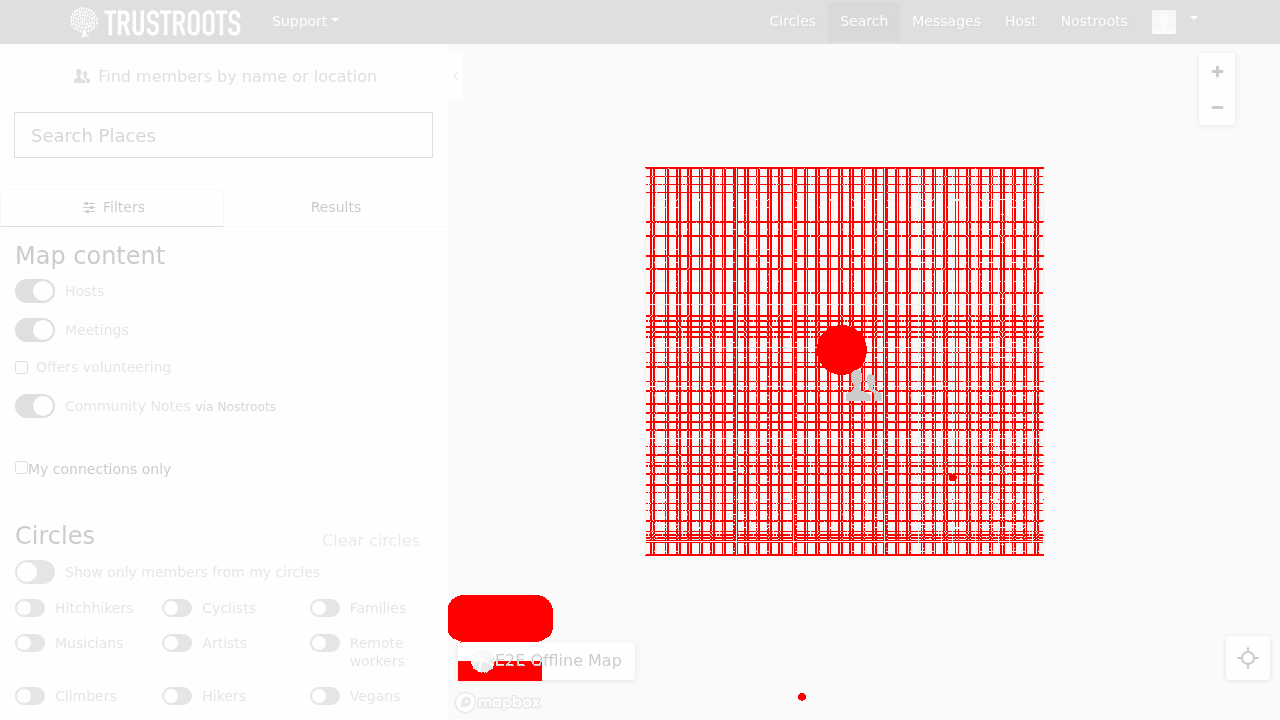 TRUSTROOTS Support Circles Search Messages Host Nostroots
Find members by name or location
Search Places
Filters Results
Map content
Hosts
Meetings
Offers volunteering
Community Notes via Nostroots
My connections only
Circles Clear circles
Show only members from my circles
Hitchhikers Cyclists Families
Musicians Artists Remote workers
Climbers Hikers Vegans
E2E Offline Map
mapbox